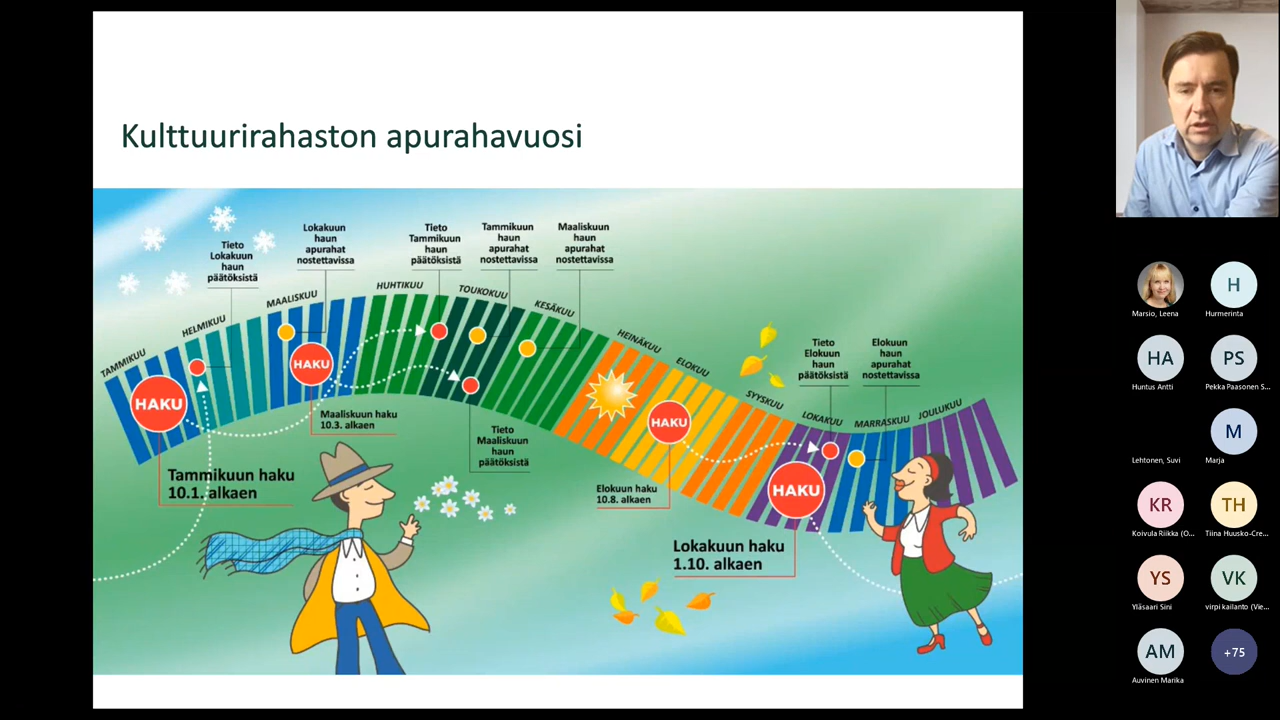 Kulttuurirahaston apurahavuosi
Tieto
Lokakuun
haun
päätöksistä
Lokakuun
haun
apurahat
nostettavissa
Tieto
Tammikuun
haun
päätöksistä
Tammikuun
haun
apurahat
nostettavissa
Maaliskuun
haun
apurahat
nostettavissa
TAMMIKUU
HELMIKUU
MAALISKUU
HUHTIKUU
TOUKOKUU
KESÄKUU
HEINÄKUU
ELOKUU
SYYSKUU
LOKAKUU
MARRASKUU
JOULUKUU
Tieto
Elokuun
haun
päätöksistä
Elokuun
haun
apurahat
nostettavissa
HAKU
HAKU
HAKU
HAKU
Maaliskuun haku
10.3. alkaen
Tieto
Maaliskuun
haun
päätöksistä
Tammikuun haku
10.1. alkaen
Elokuun haku
10.8. alkaen
Lokakuun haku
1.10. alkaen
Marsio, Leena
H
Hurmerinta
HA
Huntus Antti
PS
Pekka Paasonen S...
Lehtonen, Suvi
M
Marja
KR
Koivula Riikka (O...
TH
Tiina Huusko-Cre...
YS
Yläsaari Sini
VK
virpi kailanto (Vie...
AM
Auvinen Marika
+75